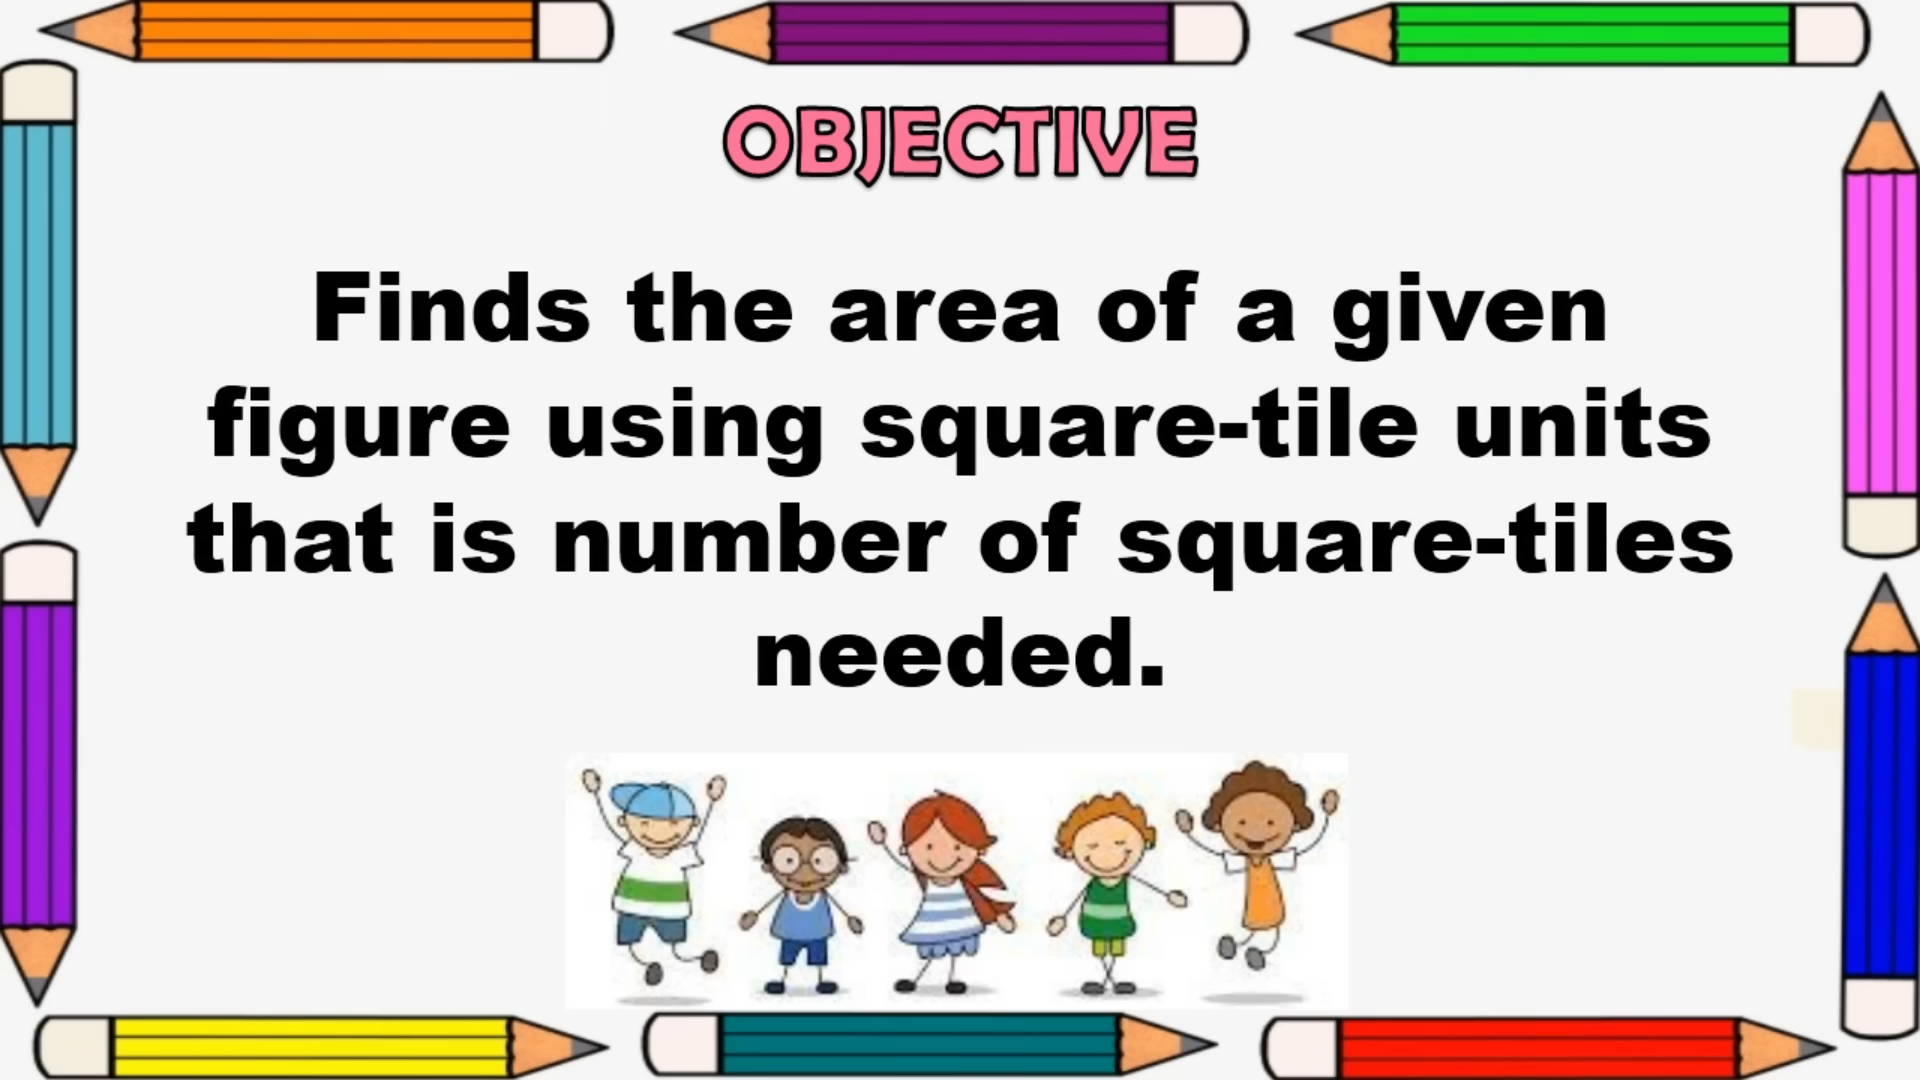 OBJECTIVE
Finds the area of a given
figure using square-tile units
that is number of square-tiles
needed.